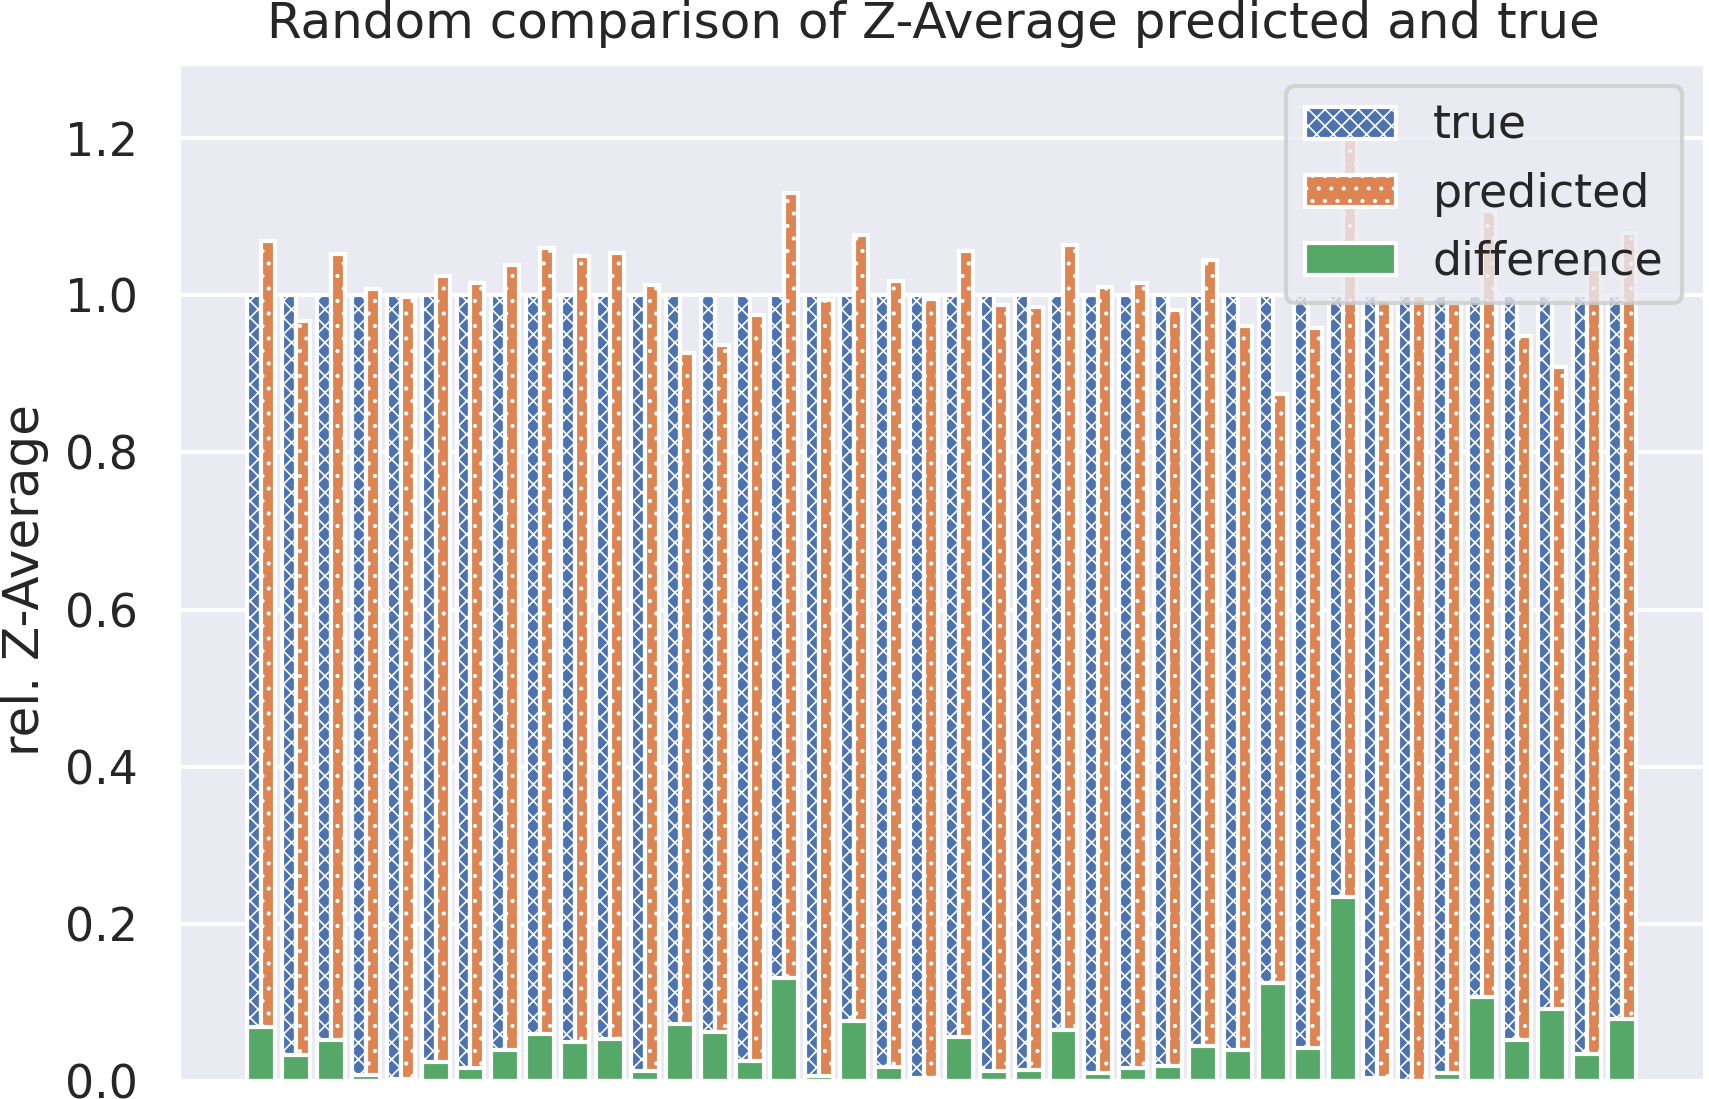 Random comparison of Z-Average predicted and true
rel. Z-Average
1.2
1.0
0.8
0.6
0.4
0.2
0.0
true
predicted
difference